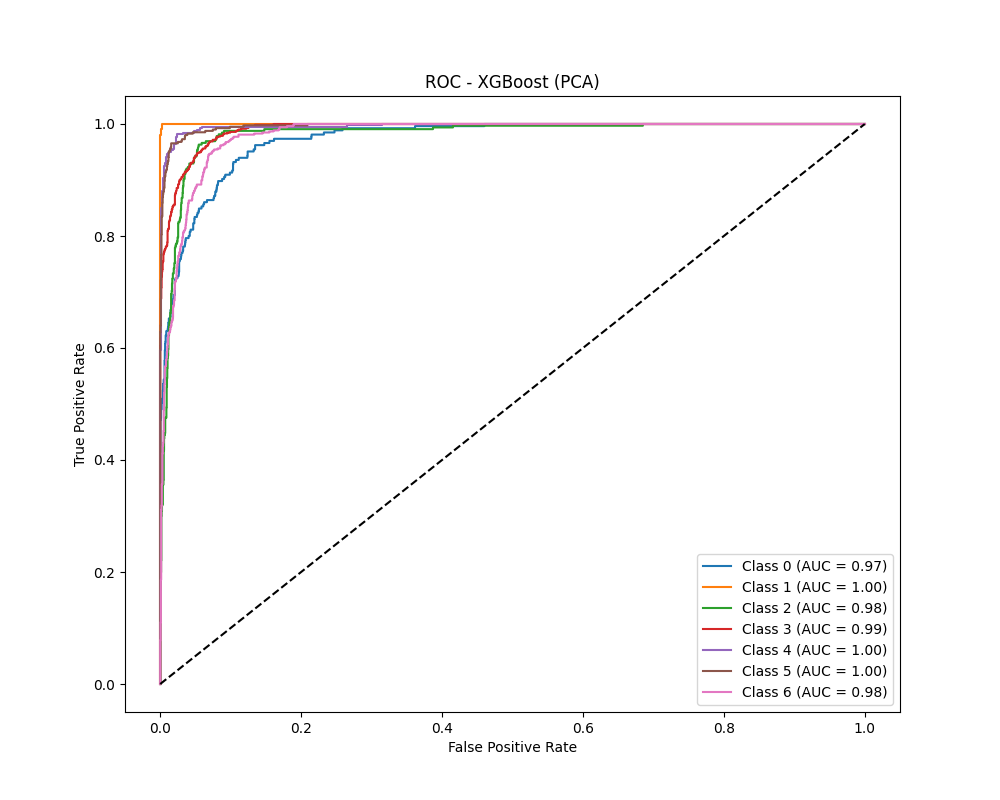 ROC - XGBoost (PCA)
1.0
0.8
0.6
0.4
0.2
0.0
True Positive Rate
0.0 0.2 0.4 0.6 0.8 1.0
False Positive Rate
Class 0 (AUC = 0.97)
Class 1 (AUC = 1.00)
Class 2 (AUC = 0.98)
Class 3 (AUC = 0.99)
Class 4 (AUC = 1.00)
Class 5 (AUC = 1.00)
Class 6 (AUC = 0.98)